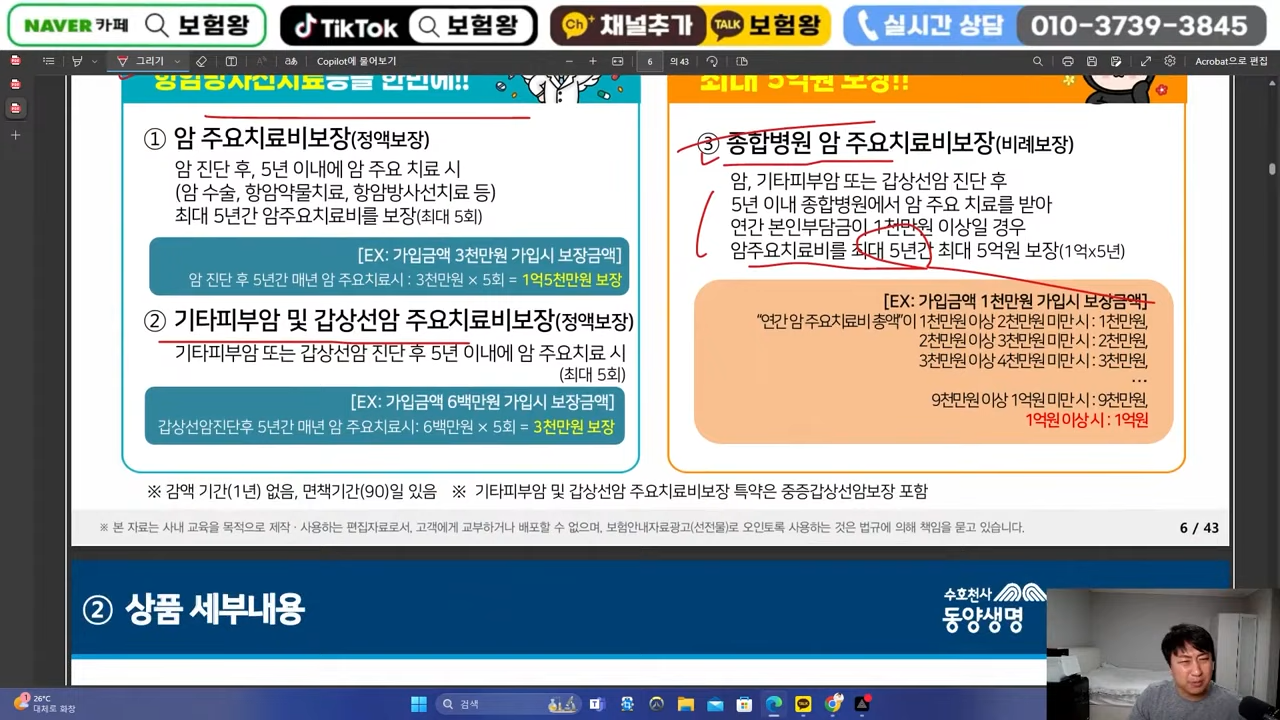 NAVER 카페 보험왕
TikTok 보험왕
Ch+ 채널추가 TALK 보험왕
실시간 상담 010-3739-3845
그리기
Copilot에 물어보기
6 의 43
Acrobat으로 편집
항암방사선치료등을 한번에!!
① 암 주요치료비보장(정액보장)
암 진단 후, 5년 이내에 암 주요 치료 시
(암 수술, 항암약물치료, 항암방사선치료 등)
최대 5년간 암주요치료비를 보장(최대 5회)
[EX: 가입금액 3천만원 가입시 보장금액]
암 진단 후 5년간 매년 암 주요치료시 : 3천만원 × 5회 = 1억5천만원 보장
② 기타피부암 및 갑상선암 주요치료비보장(정액보장)
기타피부암 또는 갑상선암 진단 후 5년 이내에 암 주요치료 시
(최대 5회)
[EX: 가입금액 6백만원 가입시 보장금액]
갑상선암진단후 5년간 매년 암 주요치료시: 6백만원 × 5회 = 3천만원 보장
최대 5억원 보장!!
③ 종합병원 암 주요치료비보장(비례보장)
암, 기타피부암 또는 갑상선암 진단 후
5년 이내 종합병원에서 암 주요 치료를 받아
연간 본인부담금이 1천만원 이상일 경우
암주요치료비를 최대 5년간 최대 5억원 보장(1억x5년)
[EX: 가입금액 1천만원 가입시 보장금액]
"연간 암 주요치료비 총액"이 1천만원 이상 2천만원 미만 시 : 1천만원,
2천만원 이상 3천만원 미만 시 : 2천만원,
3천만원 이상 4천만원 미만 시 : 3천만원,
…
9천만원 이상 1억원 미만 시 : 9천만원,
1억원 이상 시 : 1억원
※ 감액 기간(1년) 없음, 면책기간(90)일 있음 ※ 기타피부암 및 갑상선암 주요치료비보장 특약은 중증갑상선암보장 포함
※ 본 자료는 사내 교육을 목적으로 제작 · 사용하는 편집자료로서, 고객에게 교부하거나 배포할 수 없으며, 보험안내자료광고(선전물)로 오인토록 사용하는 것은 법규에 의해 책임을 묻고 있습니다.
6 / 43
② 상품 세부내용
수호천사
동양생명
26°C
대체로 화창
검색